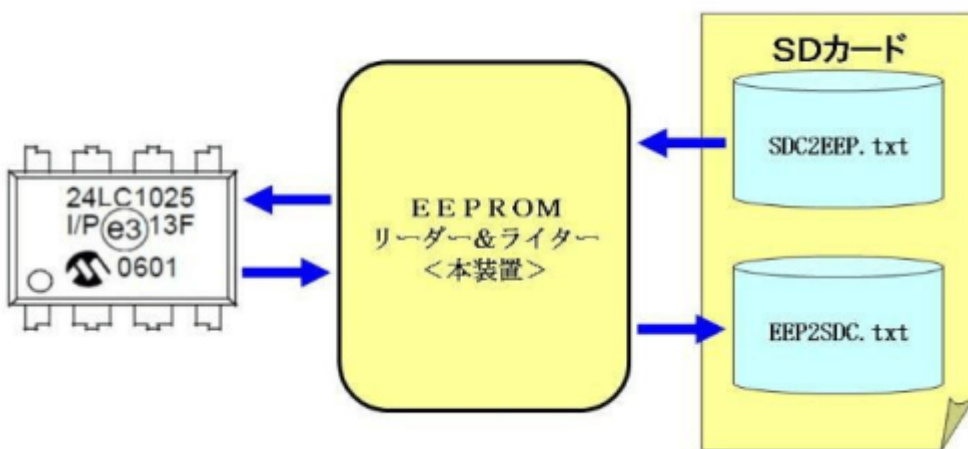 24LC1025
I/P e3 13F
0601
EEPROM
リーダー&ライター
<本装置>
SDカード
SDC2EEP.txt
EEP2SDC.txt